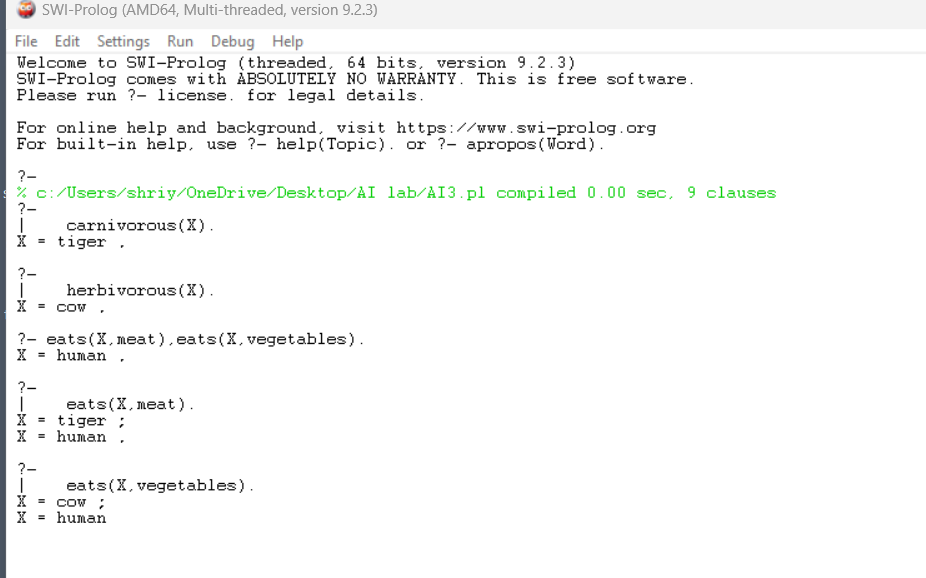 SWI-Prolog (AMD64, Multi-threaded, version 9.2.3)
File Edit Settings Run Debug Help
Welcome to SWI-Prolog (threaded, 64 bits, version 9.2.3)
SWI-Prolog comes with ABSOLUTELY NO WARRANTY. This is free software.
Please run ?- license. for legal details.

For online help and background, visit https://www.swi-prolog.org
For built-in help, use ?- help(Topic). or ?- apropos(Word).

?-
% c:/Users/shriy/OneDrive/Desktop/AI lab/AI3.pl compiled 0.00 sec, 9 clauses
?-
|    carnivorous(X).
X = tiger .

?-
|    herbivorous(X).
X = cow .

?- eats(X,meat),eats(X,vegetables).
X = human .

?-
|    eats(X,meat).
X = tiger ;
X = human .

?-
|    eats(X,vegetables).
X = cow ;
X = human